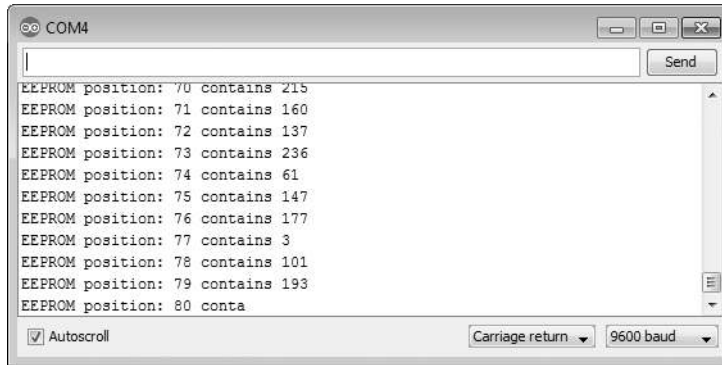 COM4
Send
EEPROM position: 70 contains 215
EEPROM position: 71 contains 160
EEPROM position: 72 contains 137
EEPROM position: 73 contains 236
EEPROM position: 74 contains 61
EEPROM position: 75 contains 147
EEPROM position: 76 contains 177
EEPROM position: 77 contains 3
EEPROM position: 78 contains 101
EEPROM position: 79 contains 193
EEPROM position: 80 conta
Autoscroll
Carriage return
9600 baud